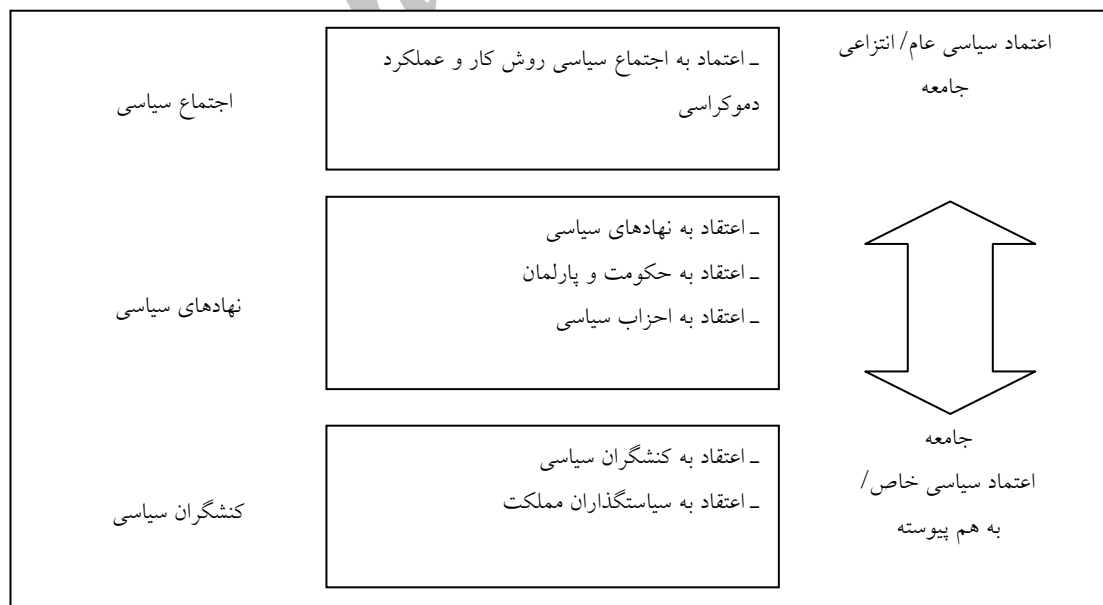 اعتماد سیاسی عام/ انتزاعی
جامعه
ـ اعتماد به اجتماع سیاسی روش کار و عملکرد
دموکراسی
اجتماع سیاسی
ـ اعتقاد به نهادهای سیاسی
ـ اعتقاد به حکومت و پارلمان
ـ اعتقاد به احزاب سیاسی
نهادهای سیاسی
جامعه
اعتماد سیاسی خاص/
به هم پیوسته
ـ اعتقاد به کنشگران سیاسی
ـ اعتقاد به سیاستگذاران مملکت
کنشگران سیاسی